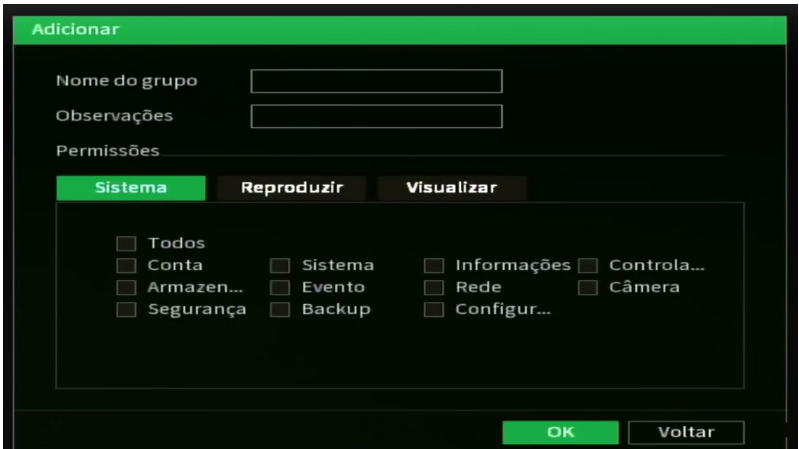 Adicionar
Nome do grupo
Observações
Permissões
Sistema Reproduzir Visualizar
Todos
Conta Sistema Informações Controla...
Armazen... Evento Rede Câmera
Segurança Backup Configur...
OK Voltar